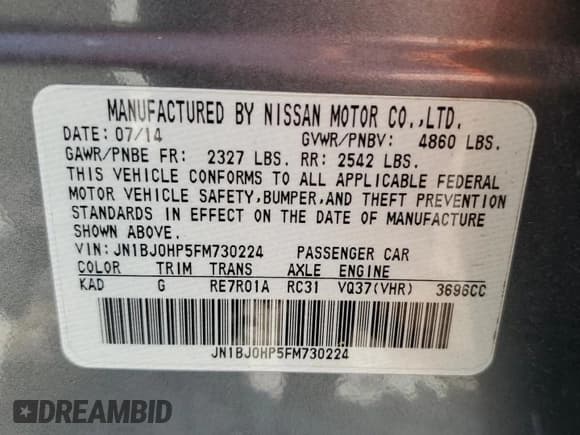 MANUFACTURED BY NISSAN MOTOR CO.,LTD.
DATE: 07/14 GVWR/PNBV: 4860 LBS.
GAWR/PNBE FR: 2327 LBS. RR: 2542 LBS.
THIS VEHICLE CONFORMS TO ALL APPLICABLE FEDERAL
MOTOR VEHICLE SAFETY,BUMPER,AND THEFT PREVENTION
STANDARDS IN EFFECT ON THE DATE OF MANUFACTURE
SHOWN ABOVE.
VIN: JN1BJ0HP5FM730224 PASSENGER CAR
COLOR TRIM TRANS AXLE ENGINE
KAD G RE7R01A RC31 VQ37(VHR) 3696CC
JN1BJ0HP5FM730224
DREAMBID